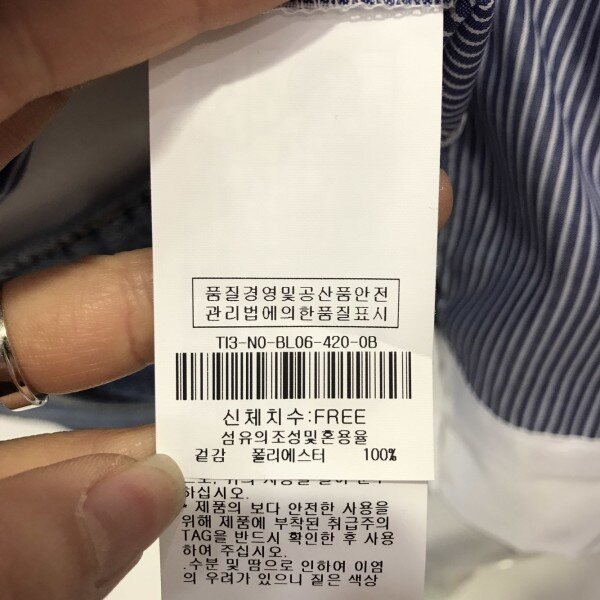 품질경영및공산품안전
관리법에의한품질표시
TI3-NO-BL06-420-0B
신체치수:FREE
섬유의조성및혼용율
겉감 폴리에스터 100%
하십시오.
* 제품의 보다 안전한 사용을
위해 제품에 부착된 취급주의
TAG을 반드시 확인한 후 사용
하여 주십시오.
.수분 및 땀으로 인하여 이염
의 우려가 있으니 짙은 색상